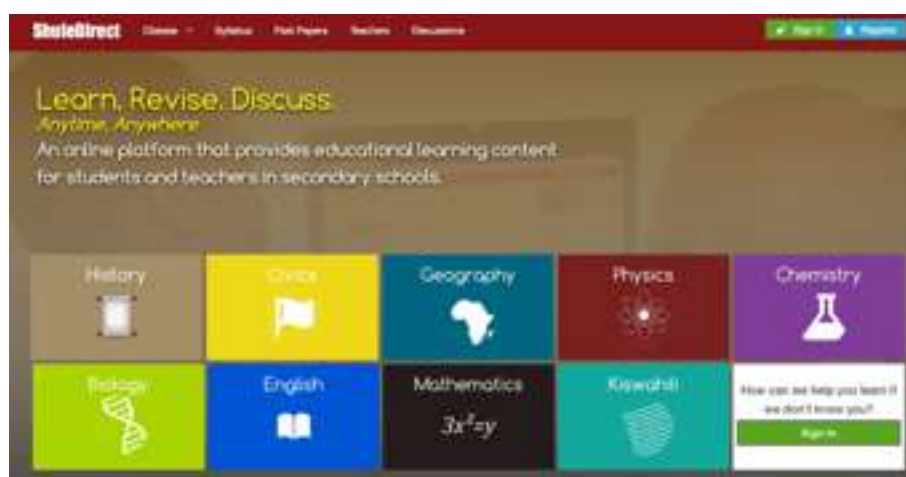 ShuleDirect Classes Syllabus Past Papers Teachers Discussions Sign In Register
Learn. Revise. Discuss.
Anytime, Anywhere
An online platform that provides educational learning content
for students and teachers in secondary schools.
History Civics Geography Physics Chemistry
Biology English Mathematics Kiswahili
3x²=y
How can we help you learn if
we don't know you?
Sign In